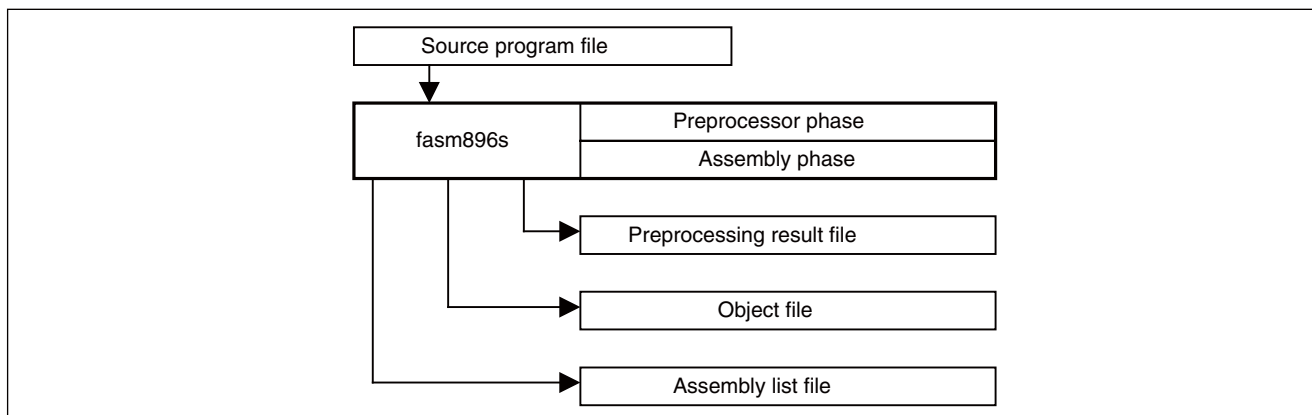 Source program file
fasm896s
Preprocessor phase
Assembly phase
Preprocessing result file
Object file
Assembly list file